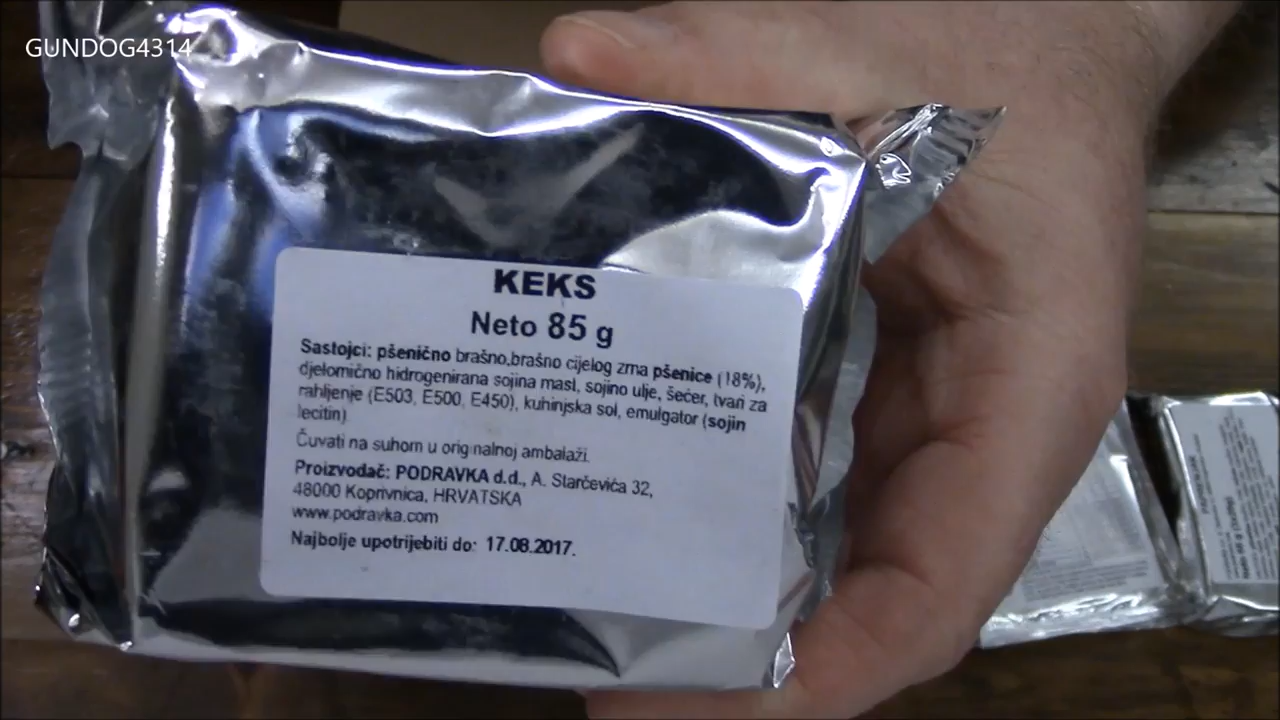 GUNDOG4314
KEKS
Neto 85 g
Sastojci: pšenično brašno,brašno cijelog zrna pšenice (18%),
djelomično hidrogenirana sojina mast, sojino ulje, šećer, tvari za
rahljenje (E503, E500, E450), kuhinjska sol, emulgator (sojin
lecitin)
Čuvati na suhom u originalnoj ambalaži.
Proizvođač: PODRAVKA d.d., A. Starčevića 32,
48000 Koprivnica, HRVATSKA
www.podravka.com
Najbolje upotrijebiti do: 17.08.2017.